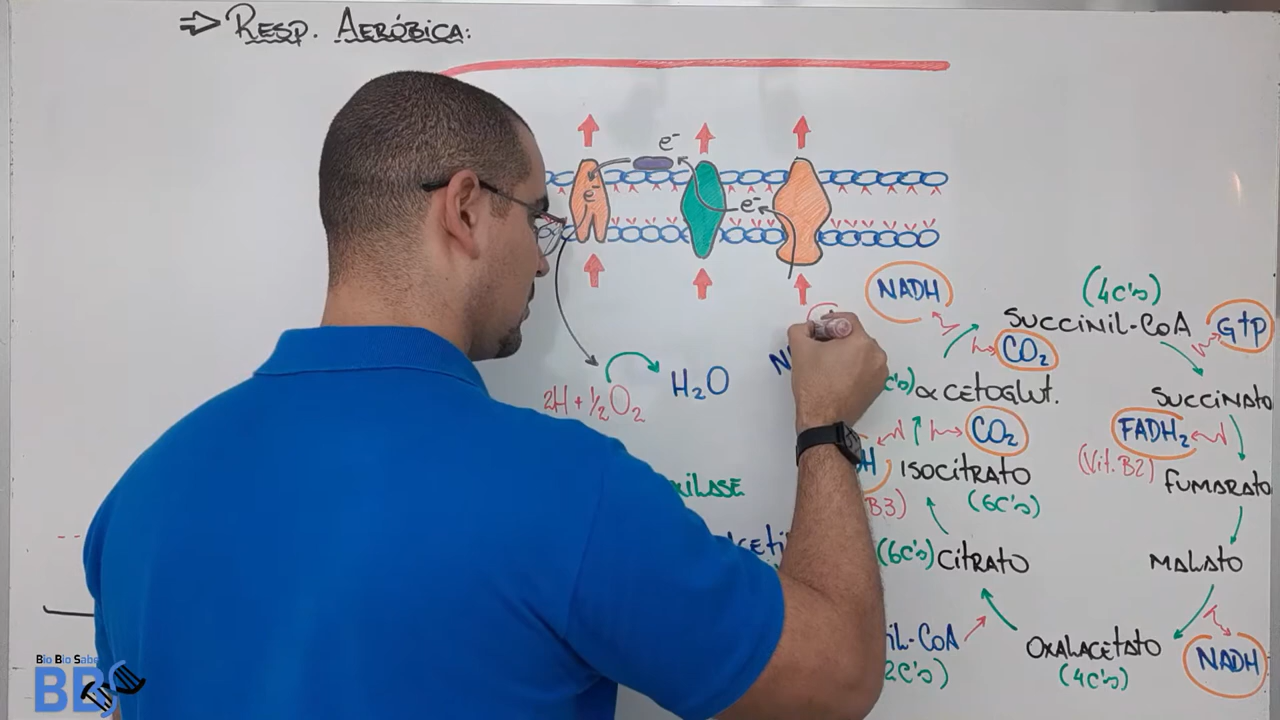 ⇒ RESP. AERÓBICA:
e⁻
e⁻
e⁻
NADH
(4C's)
SUCCINIL-CoA
GTP
CO₂
2H + ½O₂
H₂O
α CETOGLUT.
SUCCINATO
CO₂
FADH₂
(Vit. B2)
ISOCITRATO
(6C's)
FUMARATO
B3)
(6C's) CITRATO
MALATO
OXALACETATO
(4C's)
NADH
Bio Bio Sabe
BBS